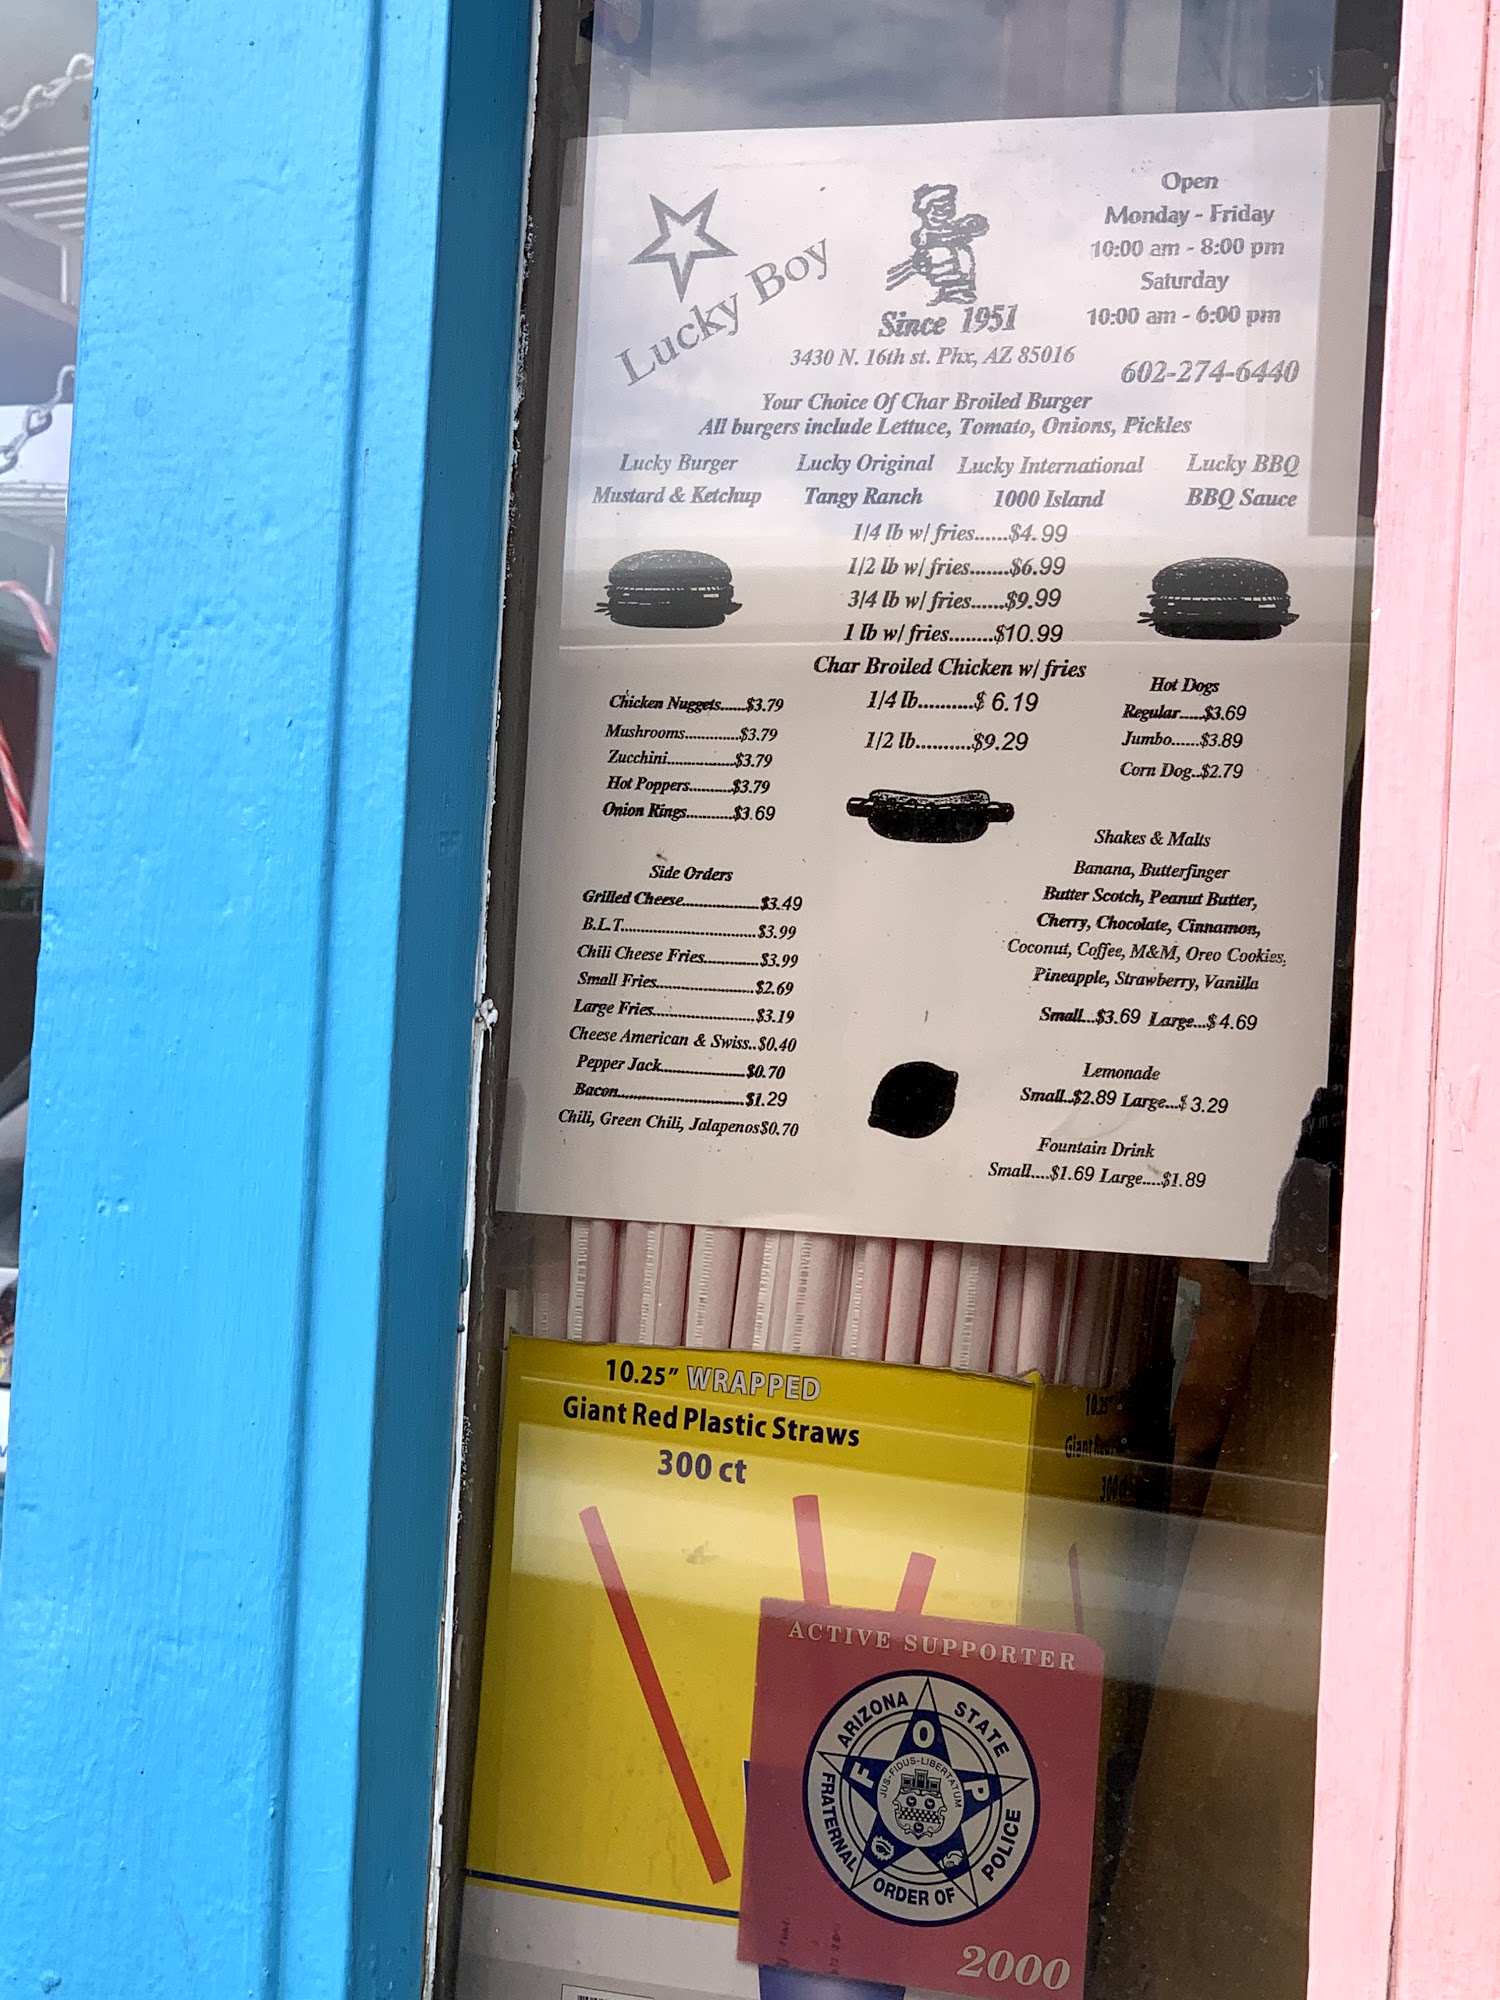 Lucky Boy
Since 1951
3430 N. 16th st. Phx, AZ 85016
Open
Monday - Friday
10:00 am - 8:00 pm
Saturday
10:00 am - 6:00 pm
602-274-6440
Your Choice Of Char Broiled Burger
All burgers include Lettuce, Tomato, Onions, Pickles
Lucky Burger Lucky Original Lucky International Lucky BBQ
Mustard & Ketchup Tangy Ranch 1000 Island BBQ Sauce
1/4 lb w/ fries......$4.99
1/2 lb w/ fries.......$6.99
3/4 lb w/ fries......$9.99
1 lb w/ fries........$10.99
Char Broiled Chicken w/ fries
1/4 lb..........$ 6.19
1/2 lb..........$9.29
Chicken Nuggets......$3.79
Mushrooms.............$3.79
Zucchini................$3.79
Hot Poppers..........$3.79
Onion Rings...........$3.69
Hot Dogs
Regular......$3.69
Jumbo......$3.89
Corn Dog..$2.79
Side Orders
Grilled Cheese..................$3.49
B.L.T................................$3.99
Chili Cheese Fries.............$3.99
Small Fries.......................$2.69
Large Fries........................$3.19
Cheese American & Swiss..$0.40
Pepper Jack....................$0.70
Bacon..............................$1.29
Chili, Green Chili, Jalapenos$0.70
Shakes & Malts
Banana, Butterfinger
Butter Scotch, Peanut Butter,
Cherry, Chocolate, Cinnamon,
Coconut, Coffee, M&M, Oreo Cookies,
Pineapple, Strawberry, Vanilla
Small...$3.69 Large...$ 4.69
Lemonade
Small..$2.89 Large...$ 3.29
Fountain Drink
Small....$1.69 Large....$1.89
10.25" WRAPPED
Giant Red Plastic Straws
300 ct
10.25"
Giant
300 ct
ACTIVE SUPPORTER
ARIZONA STATE
FOP
JUS-FIDUS-LIBERTATUM
FRATERNAL ORDER OF POLICE
2000